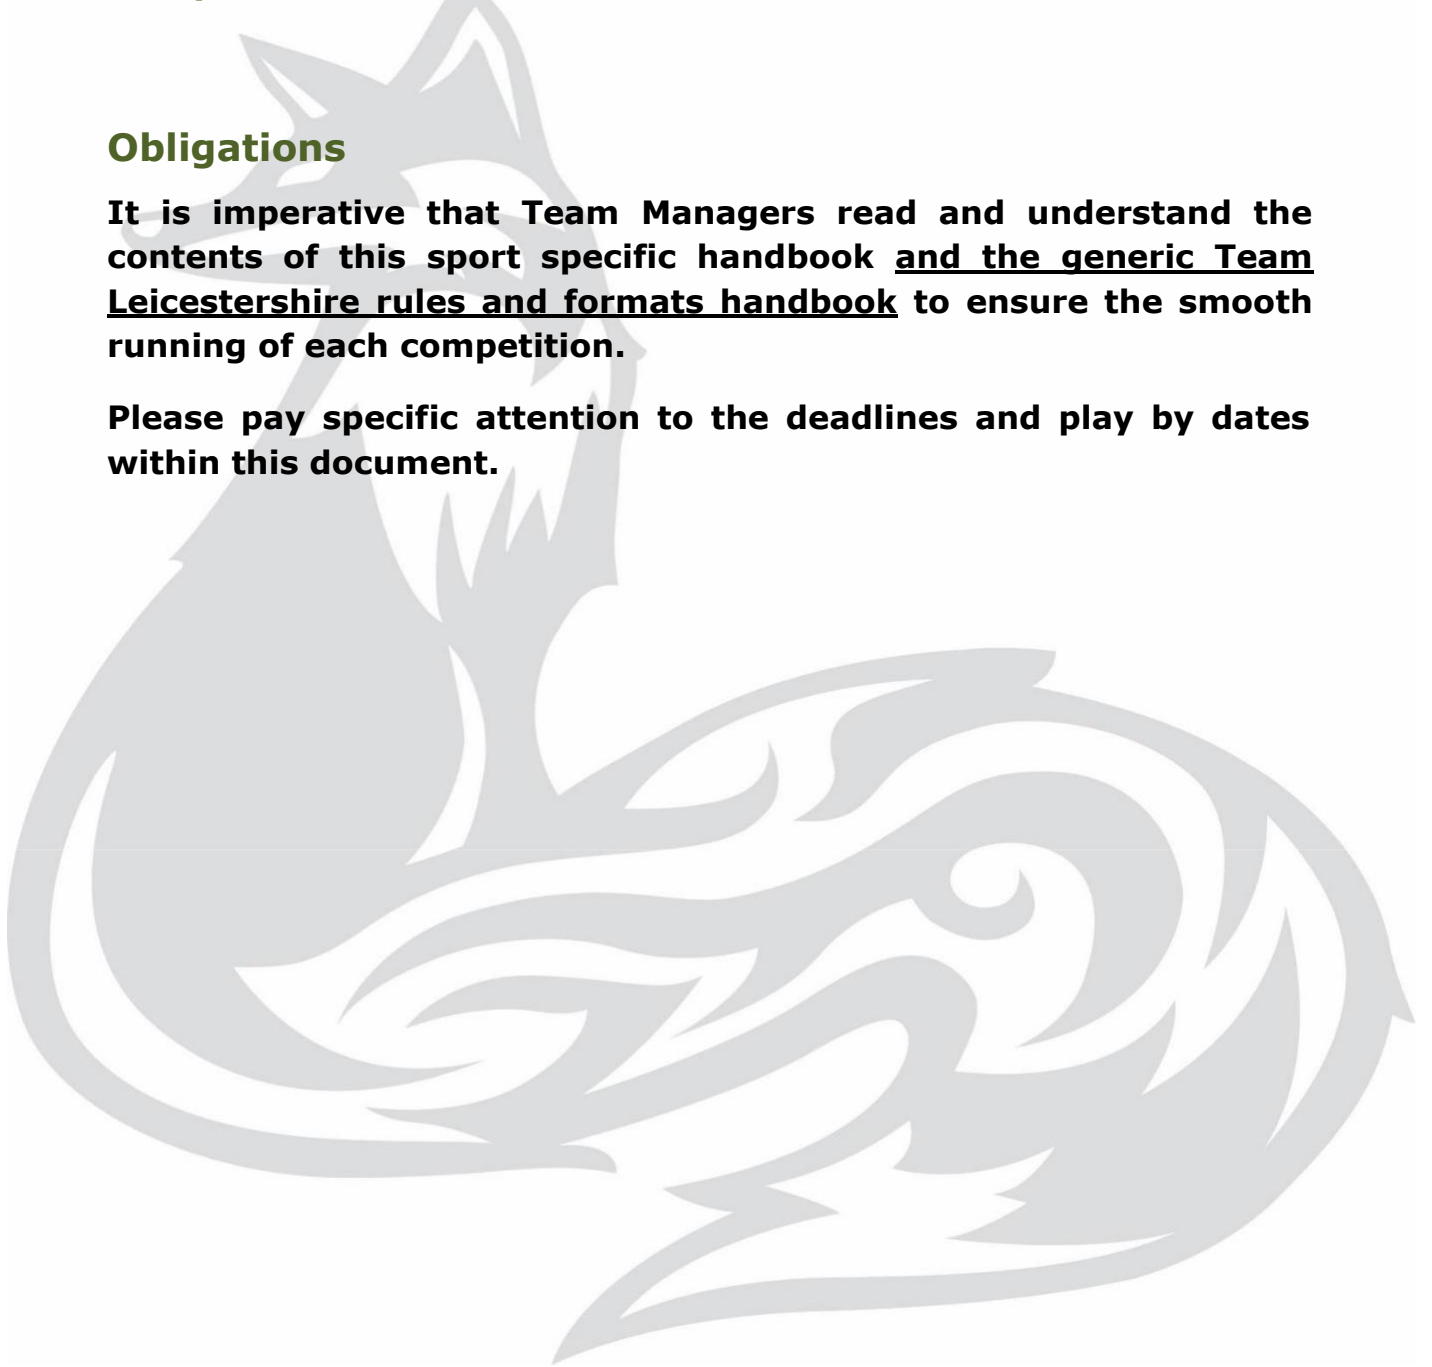 Obligations
It is imperative that Team Managers read and understand the
contents of this sport specific handbook and the generic Team
Leicestershire rules and formats handbook to ensure the smooth
running of each competition.
Please pay specific attention to the deadlines and play by dates
within this document.